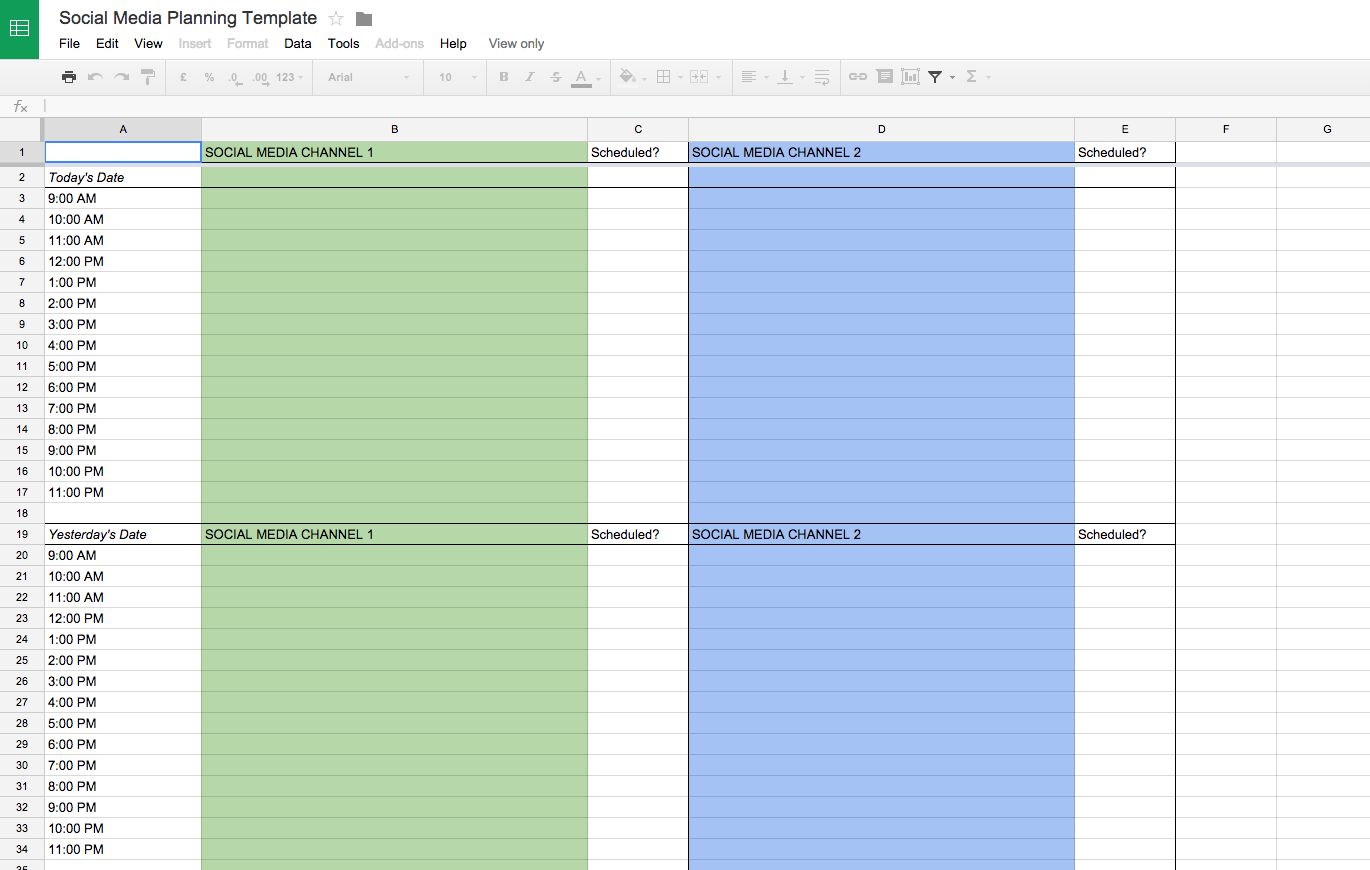 Social Media Planning Template
File Edit View Insert Format Data Tools Add-ons Help View only
£ % .0 .00 123 Arial 10 B I S A Σ
fx
A B C D E F G
1 SOCIAL MEDIA CHANNEL 1 Scheduled? SOCIAL MEDIA CHANNEL 2 Scheduled?
2 Today's Date
3 9:00 AM
4 10:00 AM
5 11:00 AM
6 12:00 PM
7 1:00 PM
8 2:00 PM
9 3:00 PM
10 4:00 PM
11 5:00 PM
12 6:00 PM
13 7:00 PM
14 8:00 PM
15 9:00 PM
16 10:00 PM
17 11:00 PM
18
19 Yesterday's Date SOCIAL MEDIA CHANNEL 1 Scheduled? SOCIAL MEDIA CHANNEL 2 Scheduled?
20 9:00 AM
21 10:00 AM
22 11:00 AM
23 12:00 PM
24 1:00 PM
25 2:00 PM
26 3:00 PM
27 4:00 PM
28 5:00 PM
29 6:00 PM
30 7:00 PM
31 8:00 PM
32 9:00 PM
33 10:00 PM
34 11:00 PM
35